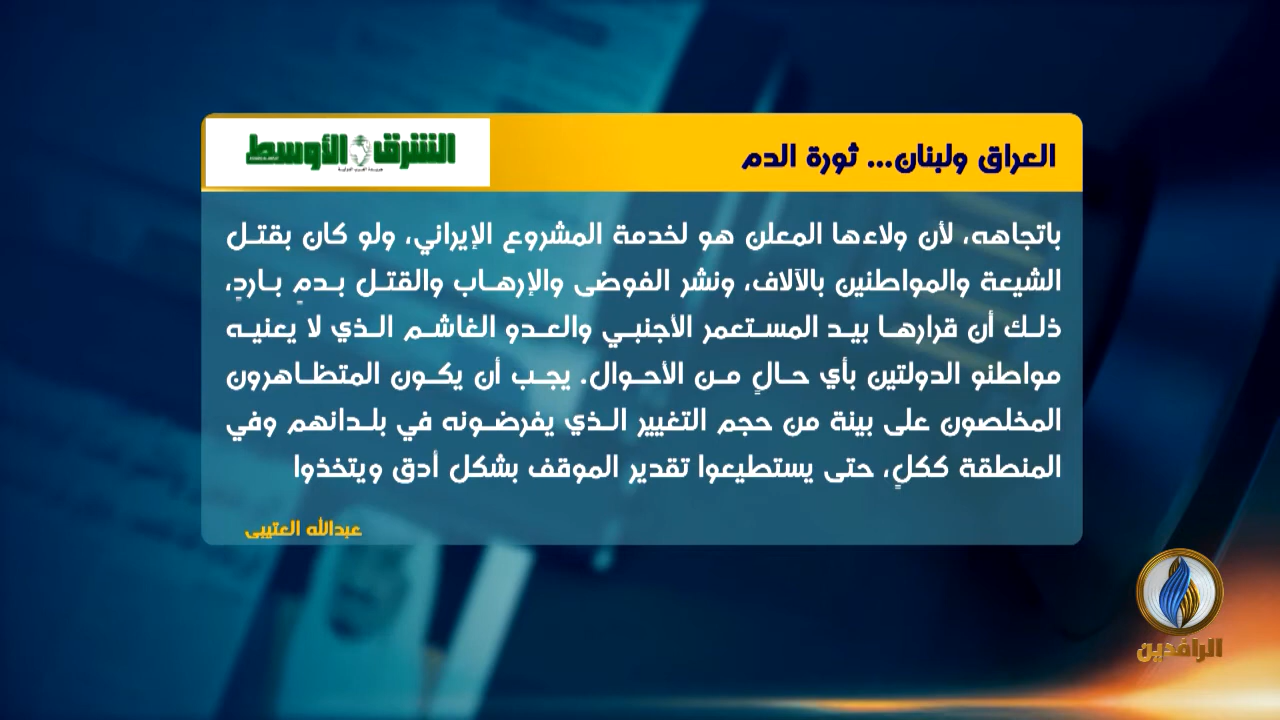 العراق ولبنان... ثورة الدم
الشرق الأوسط
باتجاهه، لأن ولاءها المعلن هو لخدمة المشروع الإيراني، ولو كان بقتل
الشيعة والمواطنين بالآلاف، ونشر الفوضى والإرهاب والقتل بدمٍ باردٍ،
ذلك أن قرارها بيد المستعمر الأجنبي والعدو الغاشم الذي لا يعنيه
مواطنو الدولتين بأي حالٍ من الأحوال. يجب أن يكون المتظاهرون
المخلصون على بينة من حجم التغيير الذي يفرضونه في بلدانهم وفي
المنطقة ككلٍ، حتى يستطيعوا تقدير الموقف بشكل أدق ويتخذوا
عبدالله العتيبى
الرافدين